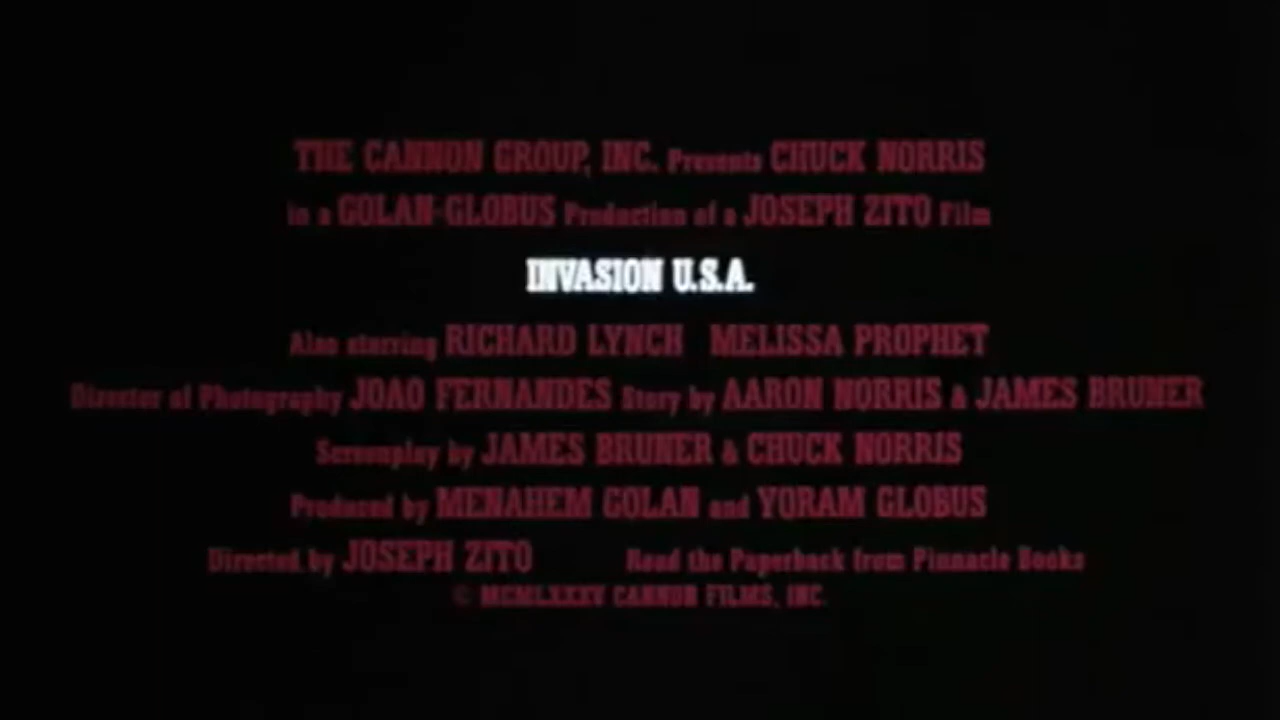 THE CANNON GROUP, INC. Presents CHUCK NORRIS
in a GOLAN-GLOBUS Production of a JOSEPH ZITO Film
INVASION U.S.A.
Also starring RICHARD LYNCH MELISSA PROPHET
Director of Photography JOAO FERNANDES Story by AARON NORRIS & JAMES BRUNER
Screenplay by JAMES BRUNER & CHUCK NORRIS
Produced by MENAHEM GOLAN and YORAM GLOBUS
Directed by JOSEPH ZITO Read the Paperback from Pinnacle Books
© MCMLXXXV CANNON FILMS, INC.